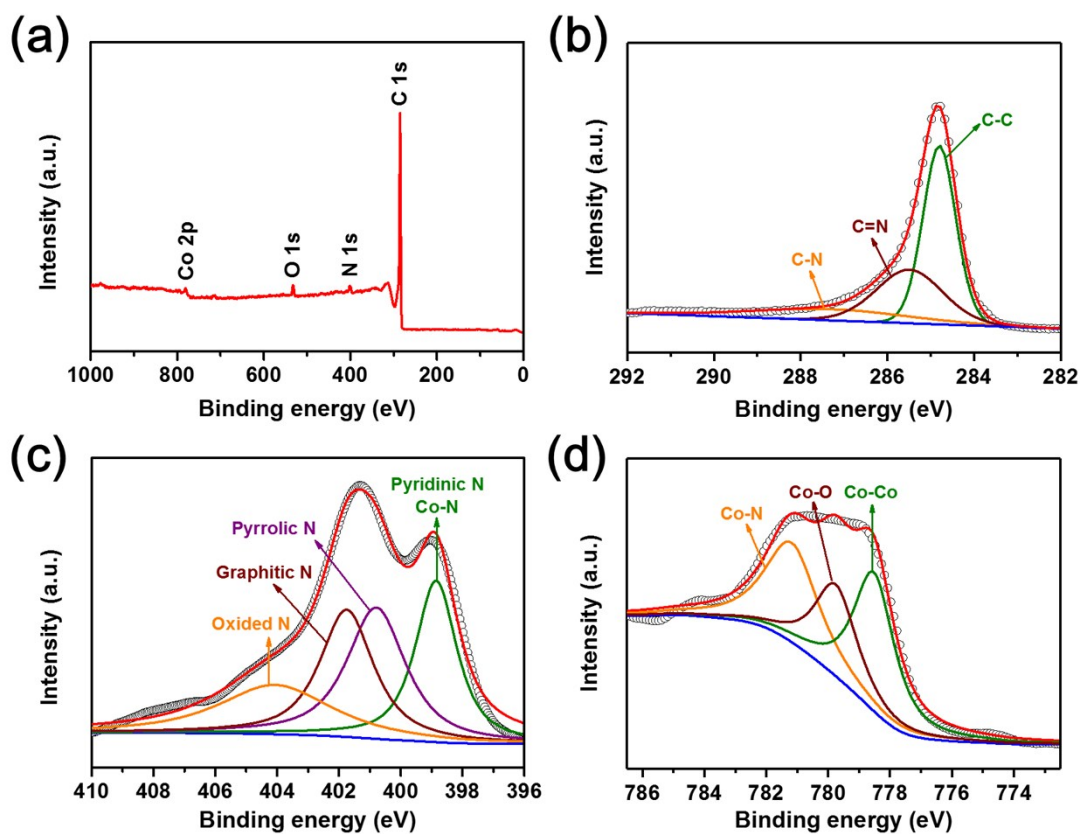 (a)
Co 2p
O 1s
N 1s
C 1s
Intensity (a.u.)
1000 800 600 400 200 0
Binding energy (eV)
(b)
C-C
C=N
C-N
Intensity (a.u.)
292 290 288 286 284 282
Binding energy (eV)
(c)
Pyridinic N
Co-N
Pyrrolic N
Graphitic N
Oxided N
Intensity (a.u.)
410 408 406 404 402 400 398 396
Binding energy (eV)
(d)
Co-N
Co-O
Co-Co
Intensity (a.u.)
786 784 782 780 778 776 774
Binding energy (eV)